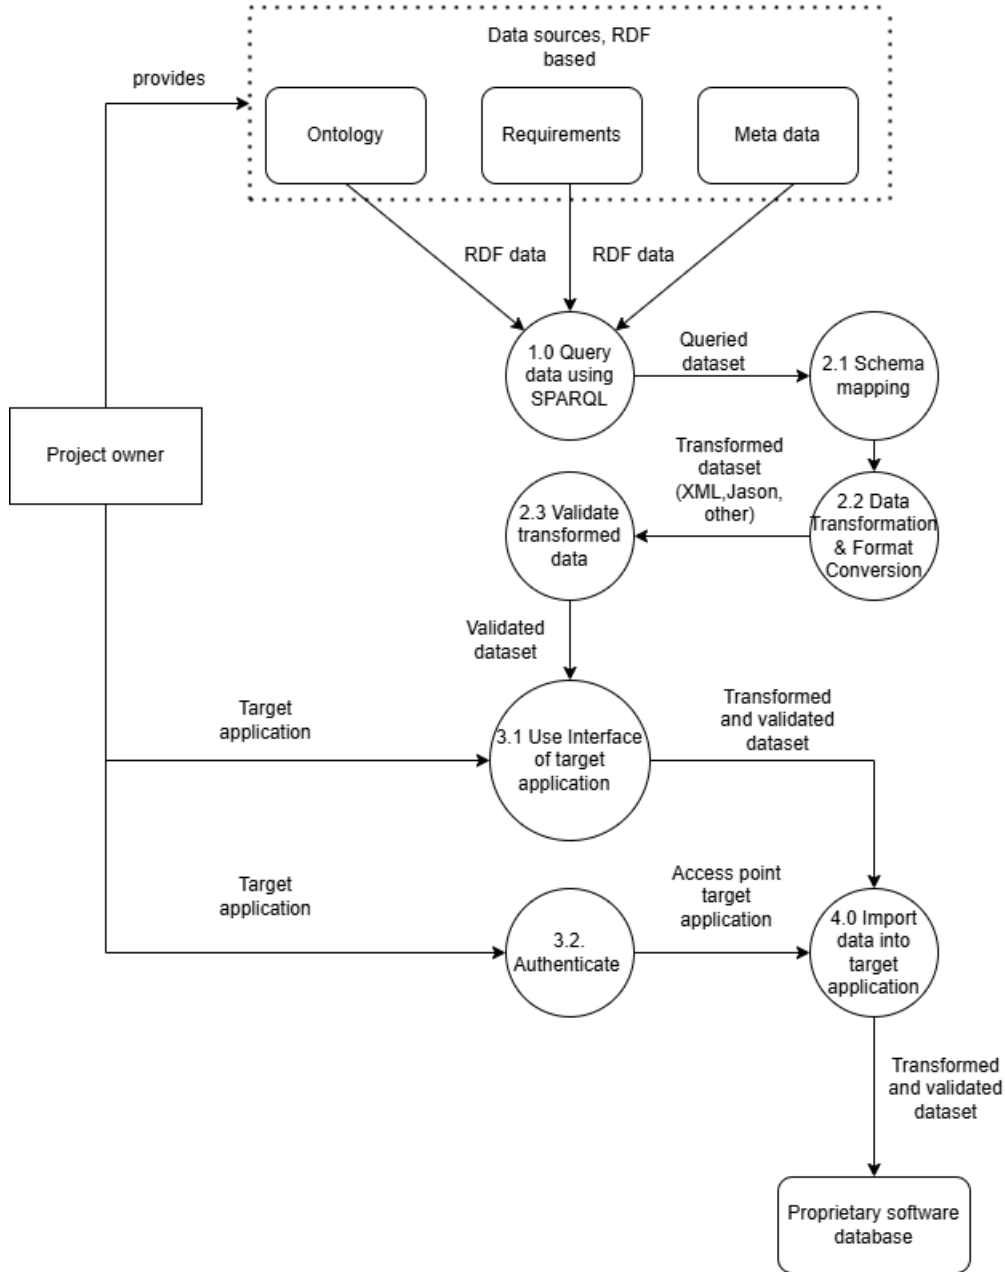 Data sources, RDF
based
provides
Ontology
Requirements
Meta data
RDF data
RDF data
1.0 Query
data using
SPARQL
Queried
dataset
2.1 Schema
mapping
Project owner
Transformed
dataset
(XML,Jason,
other)
2.2 Data
Transformation
& Format
Conversion
2.3 Validate
transformed
data
Validated
dataset
Target
application
3.1 Use Interface
of target
application
Transformed
and validated
dataset
Target
application
3.2.
Authenticate
Access point
target
application
4.0 Import
data into
target
application
Transformed
and validated
dataset
Proprietary software
database